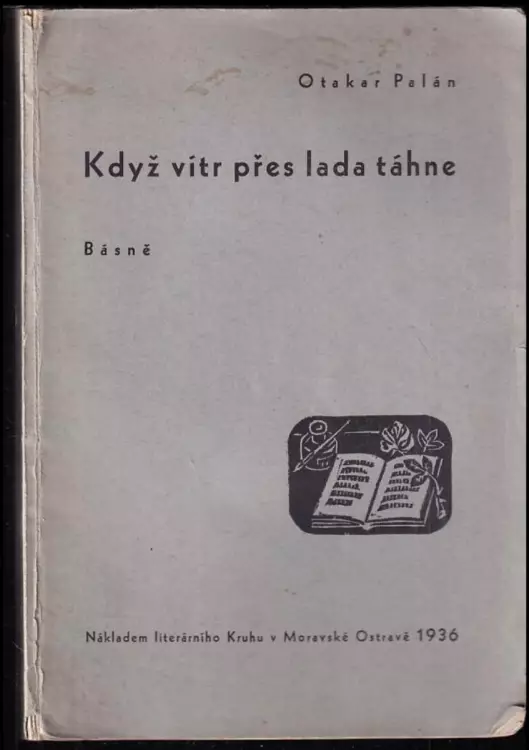 Otakar Palán
Když vítr přes lada táhne
Básně
Nákladem literárního Kruhu v Moravské Ostravě 1936